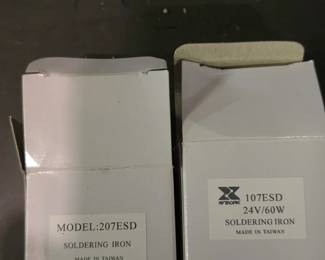 MODEL:207ESD
SOLDERING IRON
MADE IN TAIWAN
107ESD
24V/60W
SOLDERING IRON
MADE IN TAIWAN